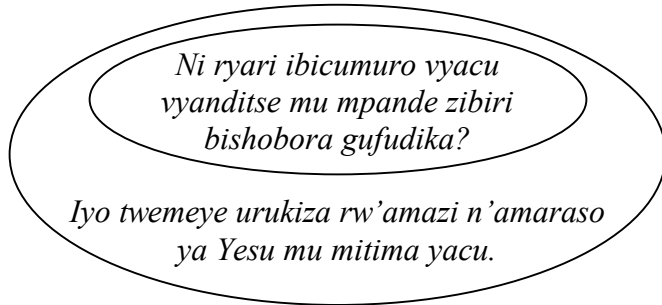 Ni ryari ibicumuro vyacu
vyanditse mu mpande zibiri
bishobora gufudika?
Iyo twemeye urukiza rw’amazi n’amaraso
ya Yesu mu mitima yacu.